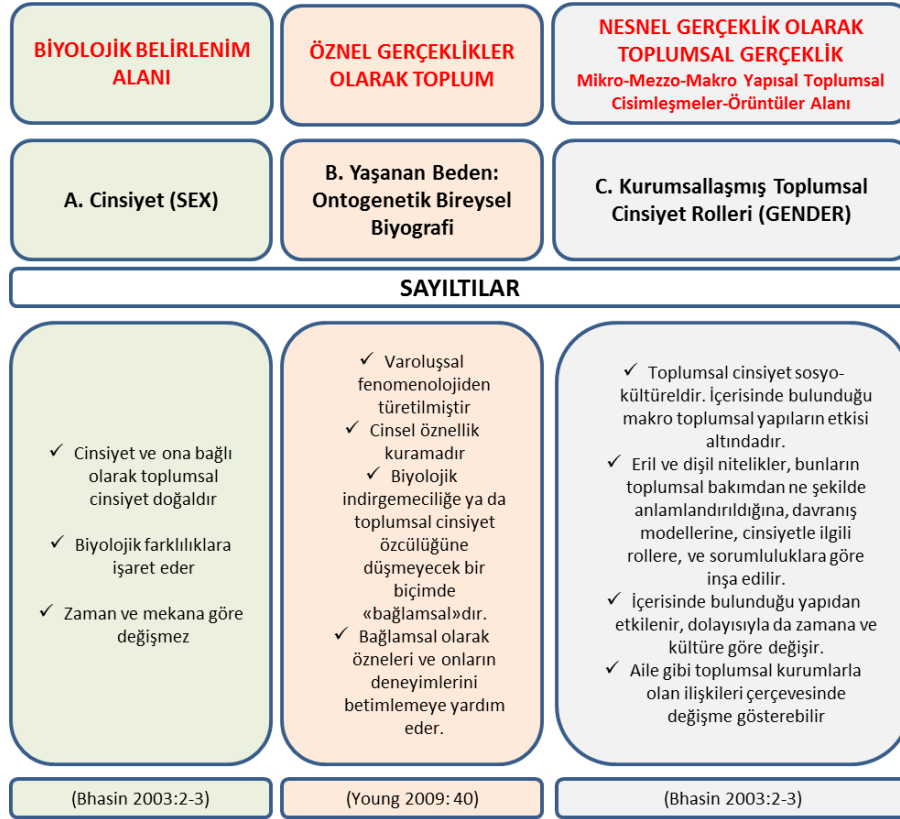 BİYOLOJİK BELİRLENİM
ALANI
ÖZNEL GERÇEKLİKLER
OLARAK TOPLUM
NESNEL GERÇEKLİK OLARAK
TOPLUMSAL GERÇEKLİK
Mikro-Mezzo-Makro Yapısal Toplumsal
Cisimleşmeler-Örüntüler Alanı
A. Cinsiyet (SEX)
B. Yaşanan Beden:
Ontogenetik Bireysel
Biyografi
C. Kurumsallaşmış Toplumsal
Cinsiyet Rolleri (GENDER)
SAYILTILAR
✓ Cinsiyet ve ona bağlı
olarak toplumsal
cinsiyet doğaldır
✓ Biyolojik farklılıklara
işaret eder
✓ Zaman ve mekana göre
değişmez
✓ Varoluşsal
fenomenolojiden
türetilmiştir
✓ Cinsel öznellik
kuramadır
✓ Biyolojik
indirgemeciliğe ya da
toplumsal cinsiyet
özcülüğüne
düşmeyecek bir
biçimde
«bağlamsal»dır.
✓ Bağlamsal olarak
özneleri ve onların
deneyimlerini
betimlemeye yardım
eder.
✓ Toplumsal cinsiyet sosyo-
kültüreldir. İçerisinde bulunduğu
makro toplumsal yapıların etkisi
altındadır.
✓ Eril ve dişil nitelikler, bunların
toplumsal bakımdan ne şekilde
anlamlandırıldığına, davranış
modellerine, cinsiyetle ilgili
rollere, ve sorumluluklara göre
inşa edilir.
✓ İçerisinde bulunduğu yapıdan
etkilenir, dolayısıyla da zamana ve
kültüre göre değişir.
✓ Aile gibi toplumsal kurumlarla
olan ilişkileri çerçevesinde
değişme gösterebilir
(Bhasin 2003:2-3)
(Young 2009: 40)
(Bhasin 2003:2-3)